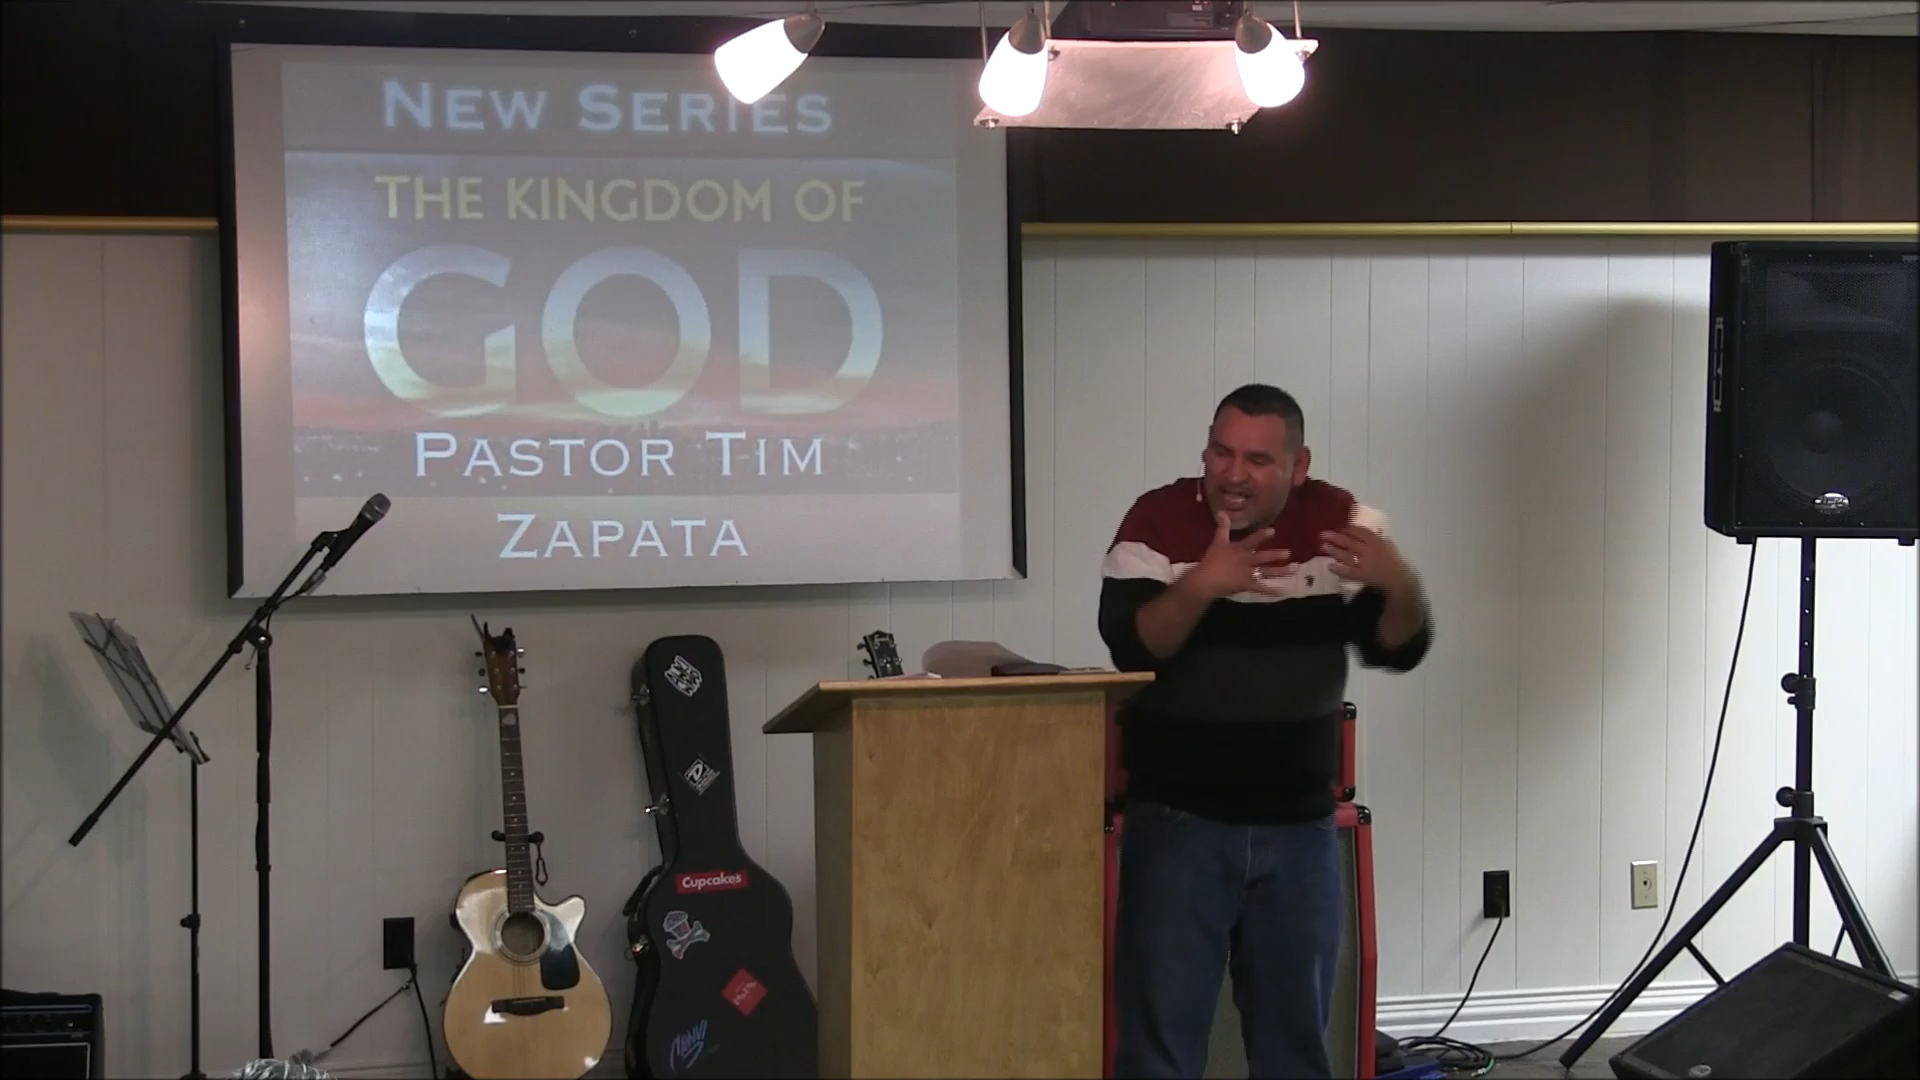 NEW SERIES
THE KINGDOM OF
GOD
PASTOR TIM
ZAPATA
Cupcakes